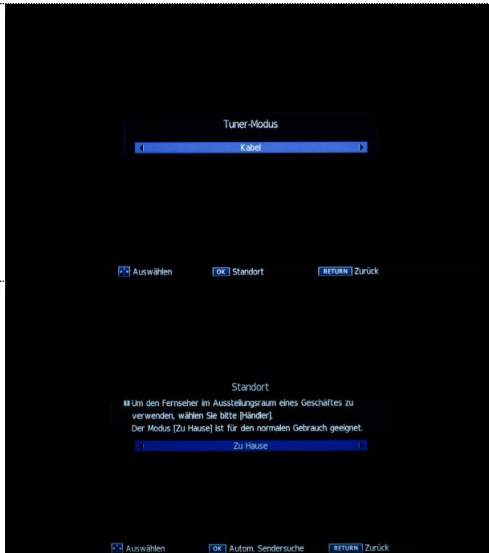 Tuner-Modus
Kabel
Auswählen OK Standort RETURN Zurück
Standort
Um den Fernseher im Ausstellungsraum eines Geschäftes zu
verwenden, wählen Sie bitte [Händler].
Der Modus [Zu Hause] ist für den normalen Gebrauch geeignet.
Zu Hause
Auswählen OK Autom. Sendersuche RETURN Zurück